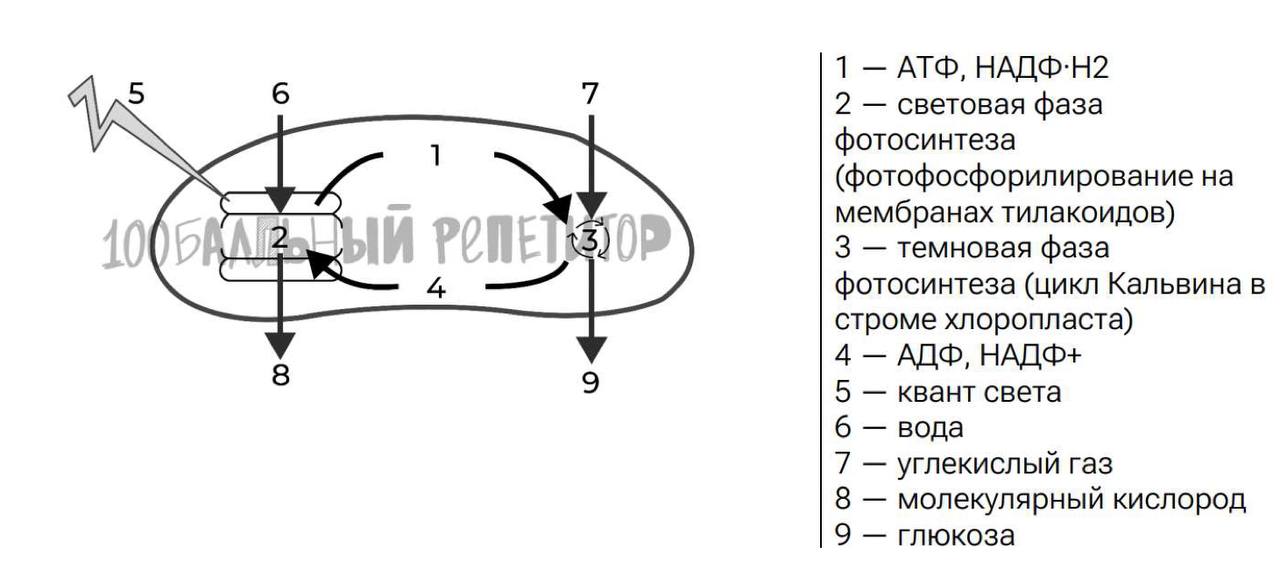 5
6
7
1
100БАЛЛЬНЫЙ РЕПЕТИТОР
2
3
4
8
9
1 — АТФ, НАДФ·Н2
2 — световая фаза
фотосинтеза
(фотофосфорилирование на
мембранах тилакоидов)
3 — темновая фаза
фотосинтеза (цикл Кальвина в
строме хлоропласта)
4 — АДФ, НАДФ+
5 — квант света
6 — вода
7 — углекислый газ
8 — молекулярный кислород
9 — глюкоза